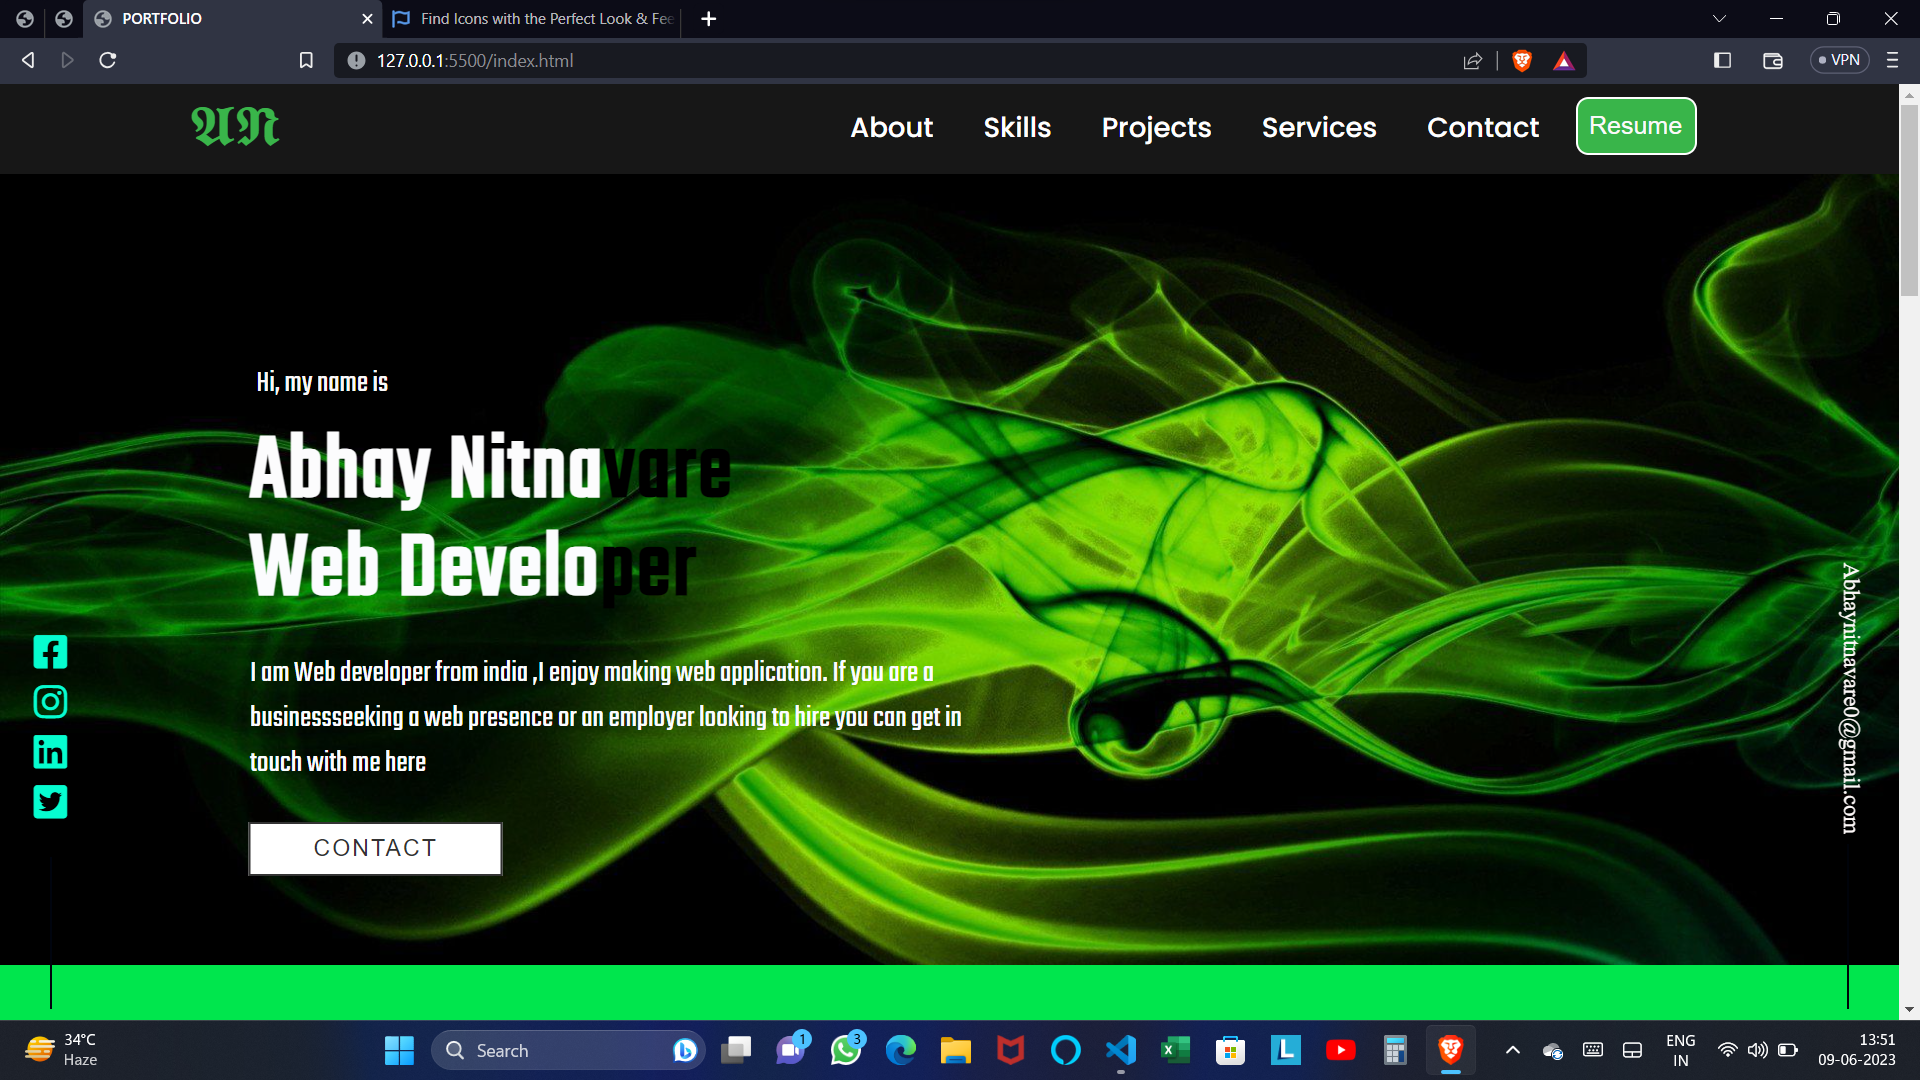 PORTFOLIO
Find Icons with the Perfect Look & Fee
127.0.0.1:5500/index.html
VPN
AN
About Skills Projects Services Contact Resume
Hi, my name is
Abhay Nitnavare
Web Developer
I am Web developer from india ,I enjoy making web application. If you are a
businessseeking a web presence or an employer looking to hire you can get in
touch with me here
CONTACT
Abhaynitnavare0@gmail.com
34°C
Haze
Search
1
3
L
ENG
IN
13:51
09-06-2023